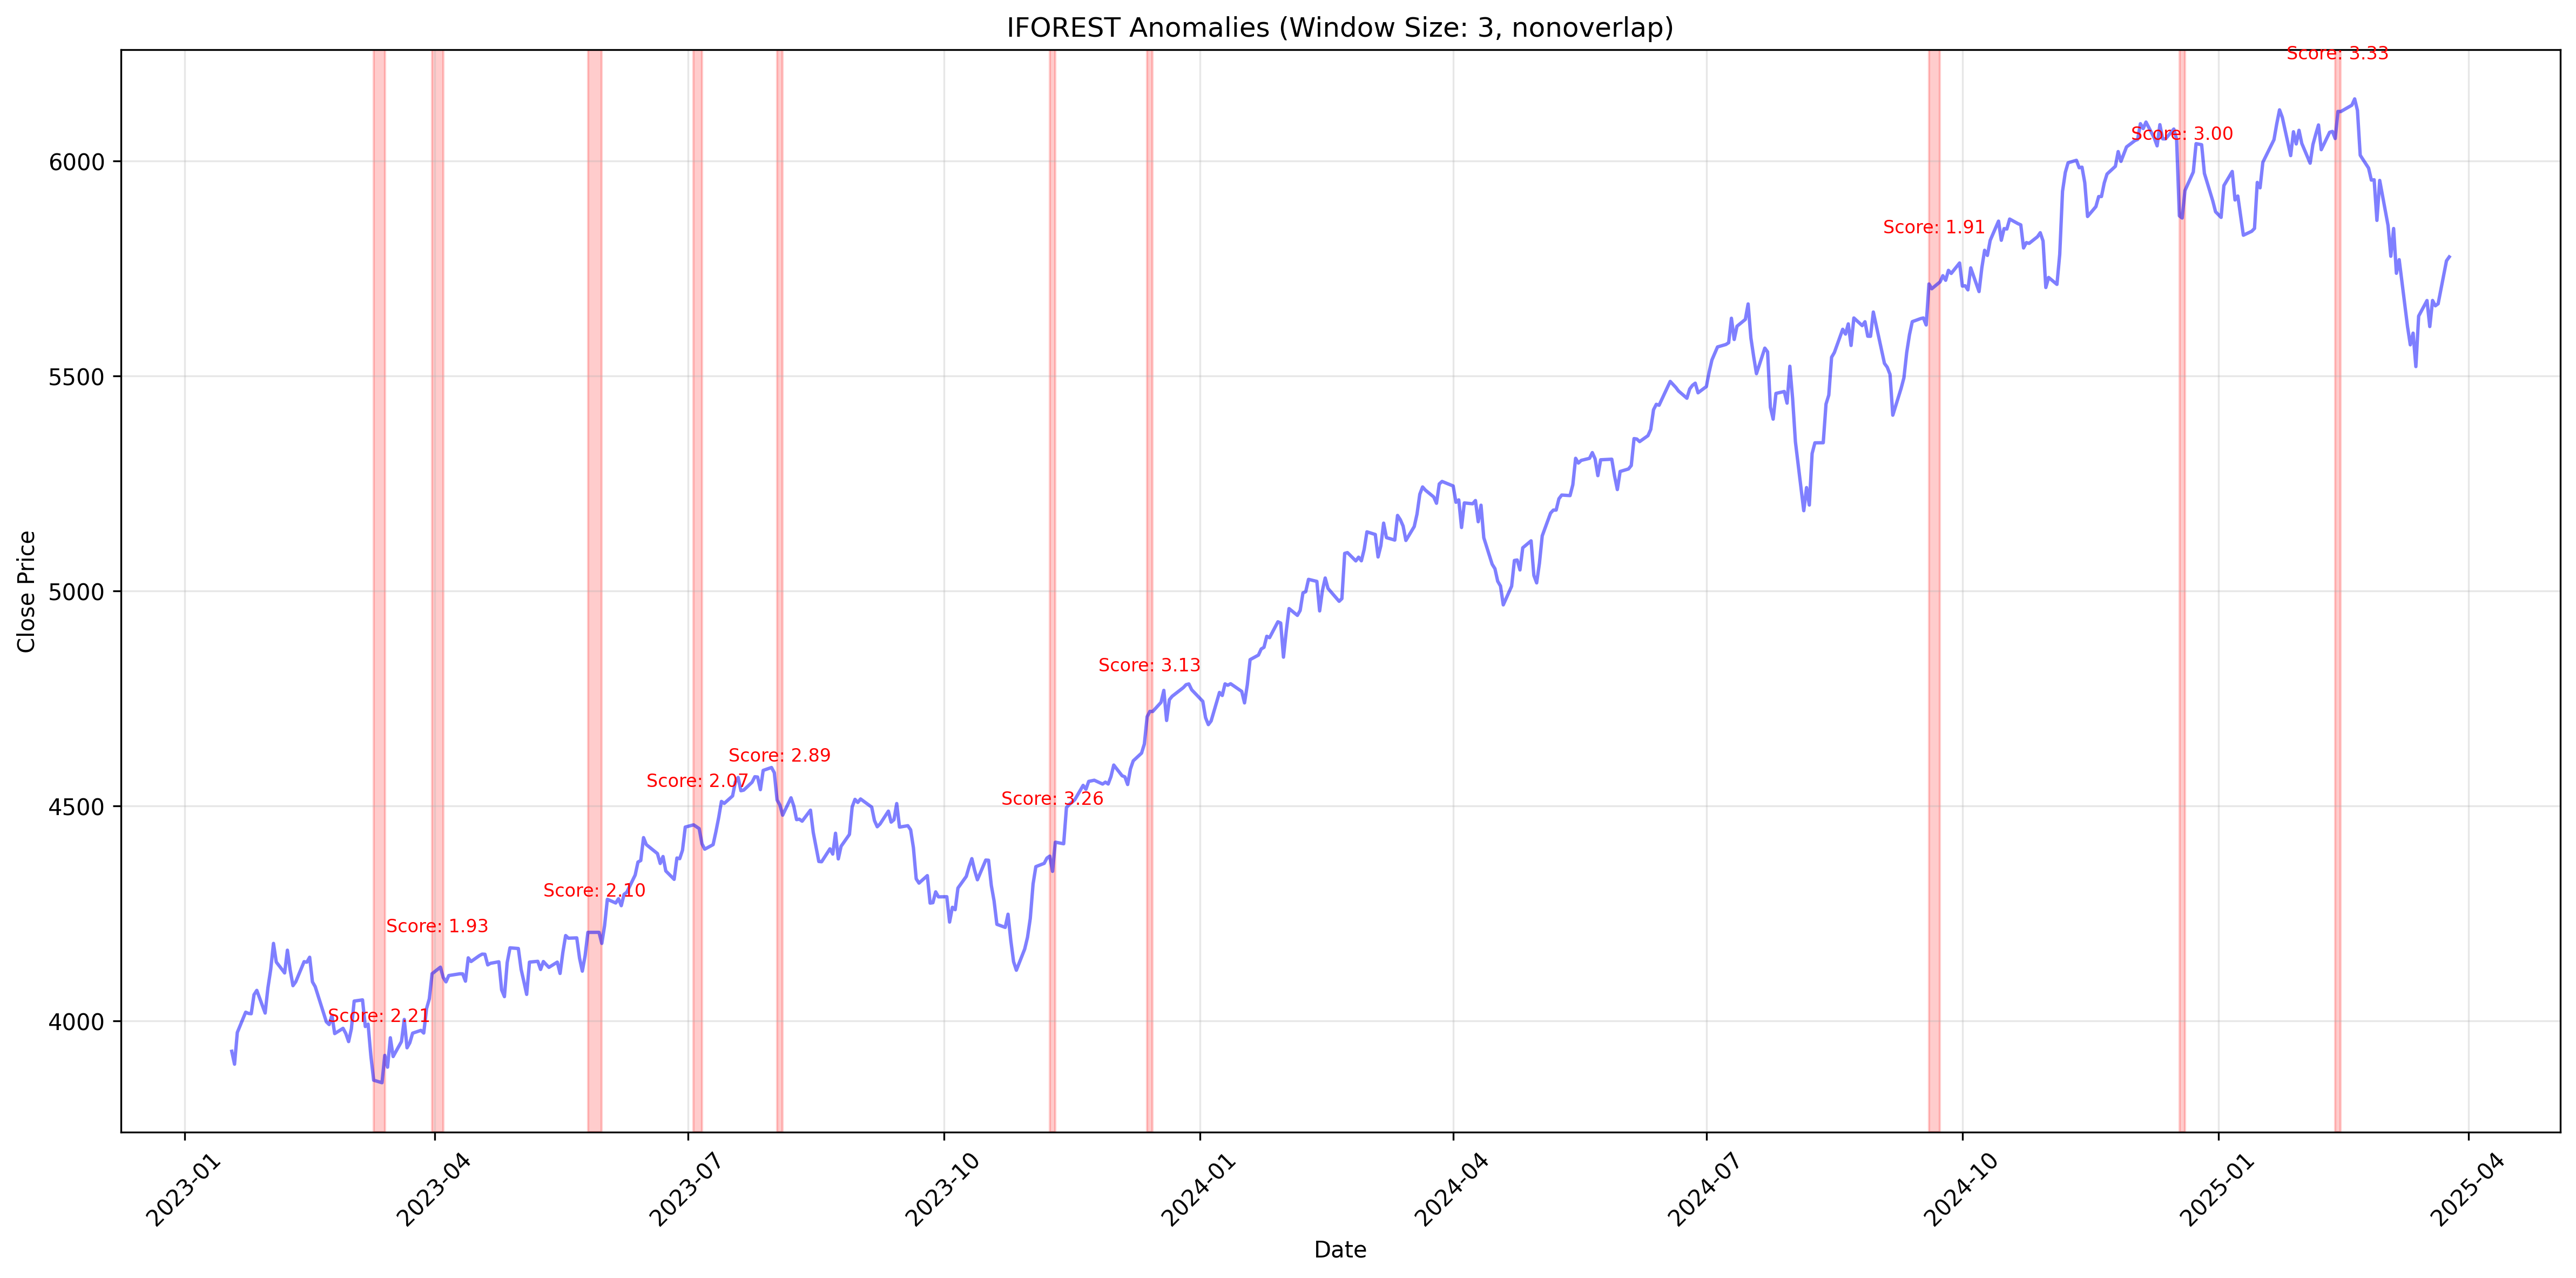 IFOREST Anomalies (Window Size: 3, nonoverlap)
Score: 3.33
Score: 3.00
Score: 1.91
Score: 3.13
Score: 2.89
Score: 2.07
Score: 3.26
Score: 2.10
Score: 1.93
Score: 2.21
Close Price
6000
5500
5000
4500
4000
2023-01
2023-04
2023-07
2023-10
2024-01
2024-04
2024-07
2024-10
2025-01
2025-04
Date